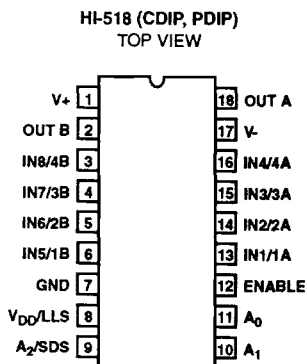 HI-518 (CDIP, PDIP)
TOP VIEW
V+ 1 18 OUT A
OUT B 2 17 V-
IN8/4B 3 16 IN4/4A
IN7/3B 4 15 IN3/3A
IN6/2B 5 14 IN2/2A
IN5/1B 6 13 IN1/1A
GND 7 12 ENABLE
VDD/LLS 8 11 A0
A2/SDS 9 10 A1